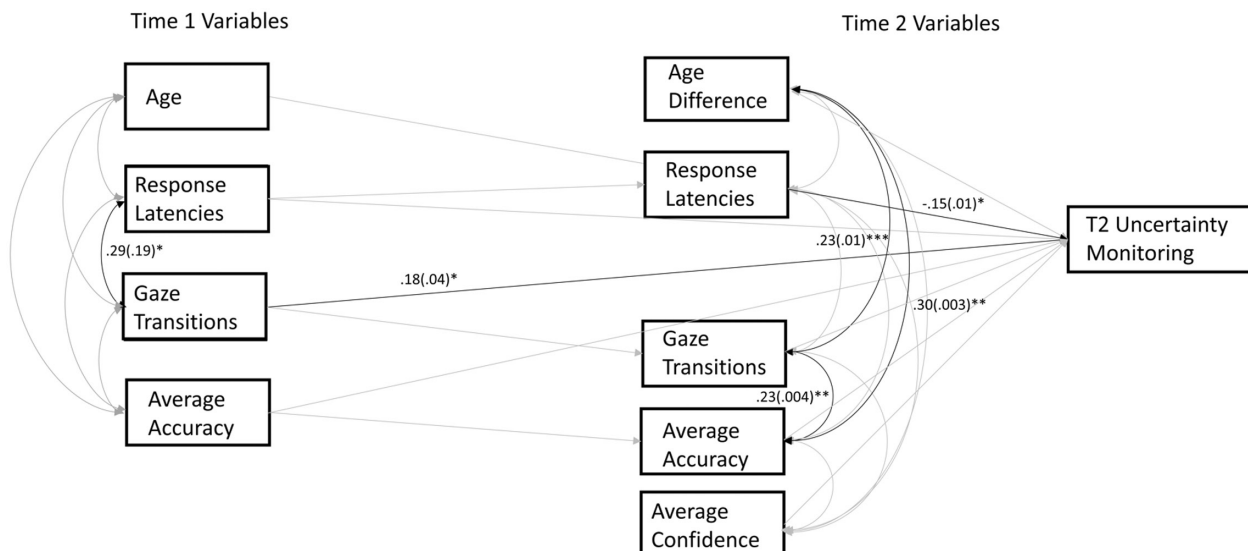 Time 1 Variables
Time 2 Variables
Age
Response
Latencies
.29(.19)*
Gaze
Transitions
Average
Accuracy
.18(.04)*
Age
Difference
Response
Latencies
-.15(.01)*
.23(.01)***
.30(.003)**
Gaze
Transitions
.23(.004)**
Average
Accuracy
Average
Confidence
T2 Uncertainty
Monitoring